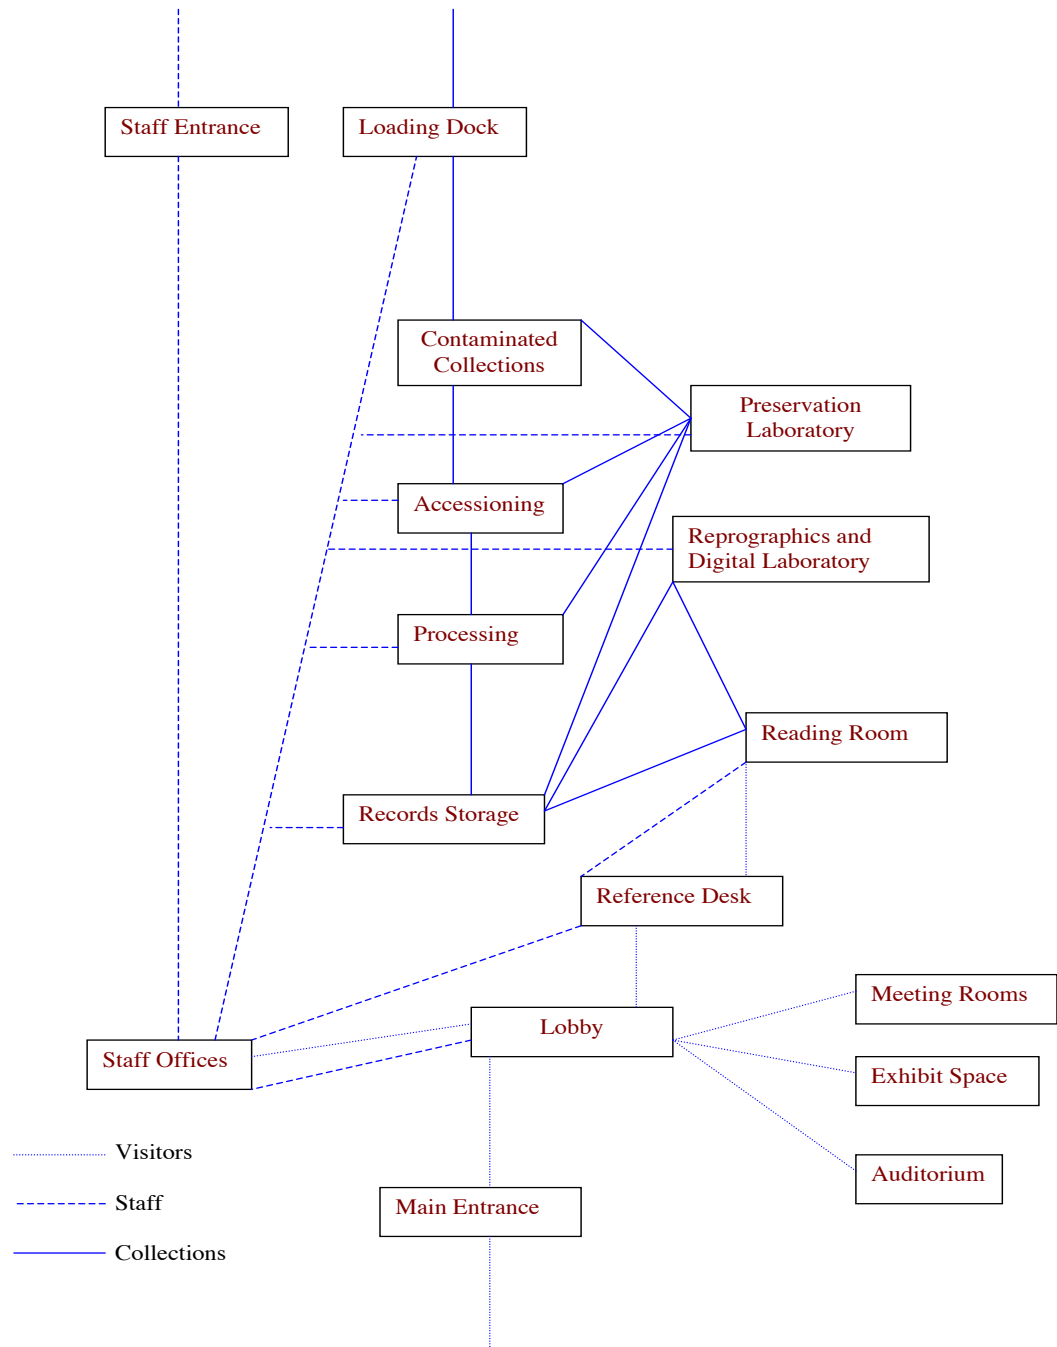 Staff Entrance
Loading Dock
Contaminated
Collections
Preservation
Laboratory
Accessioning
Reprographics and
Digital Laboratory
Processing
Reading Room
Records Storage
Reference Desk
Meeting Rooms
Lobby
Staff Offices
Exhibit Space
Visitors
Auditorium
Staff
Main Entrance
Collections